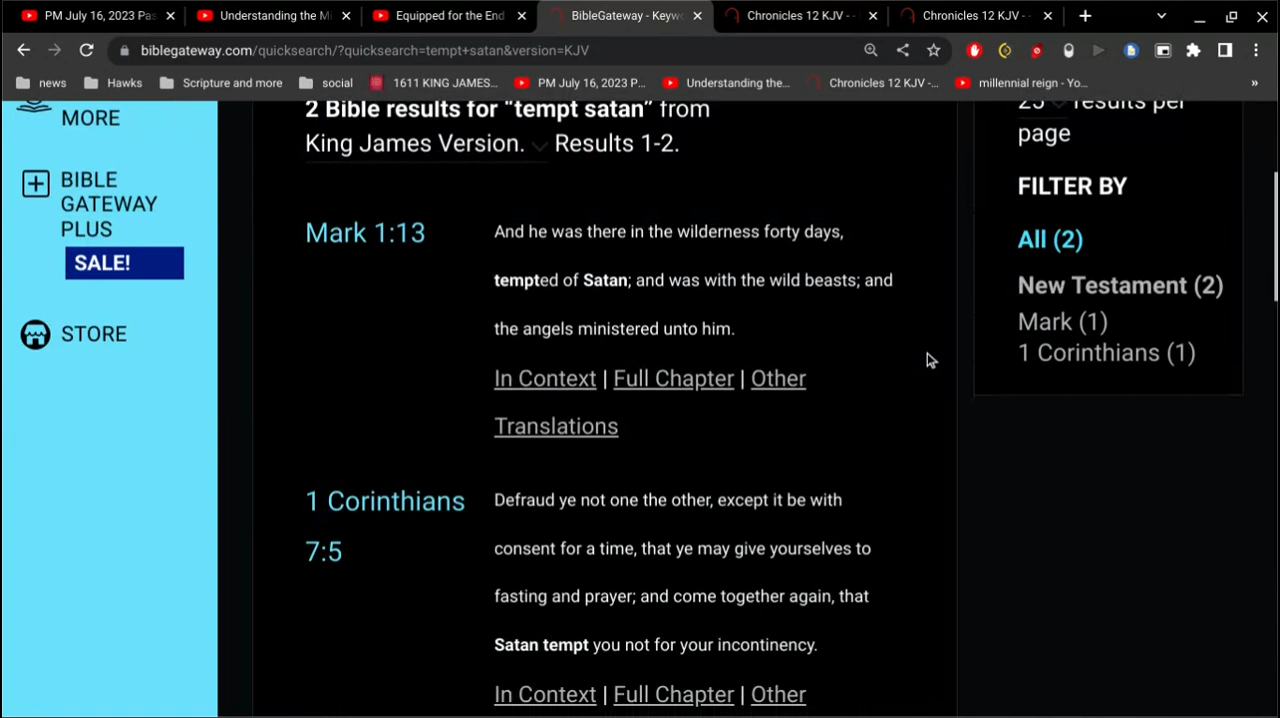 PM July 16, 2023 Pas
Understanding the Mi
Equipped for the End
BibleGateway - Keyw
Chronicles 12 KJV - -
Chronicles 12 KJV - -
biblegateway.com/quicksearch/?quicksearch=tempt+satan&version=KJV
news
Hawks
Scripture and more
social
1611 KING JAMES...
PM July 16, 2023 P...
Understanding the...
Chronicles 12 KJV -...
millennial reign - Yo...
»
MORE
BIBLE
GATEWAY
PLUS
SALE!
STORE
2 Bible results for “tempt satan” from
King James Version. Results 1-2.
Mark 1:13
And he was there in the wilderness forty days,
tempted of Satan; and was with the wild beasts; and
the angels ministered unto him.
In Context | Full Chapter | Other
Translations
1 Corinthians
7:5
Defraud ye not one the other, except it be with
consent for a time, that ye may give yourselves to
fasting and prayer; and come together again, that
Satan tempt you not for your incontinency.
In Context | Full Chapter | Other
25 results per
page
FILTER BY
All (2)
New Testament (2)
Mark (1)
1 Corinthians (1)